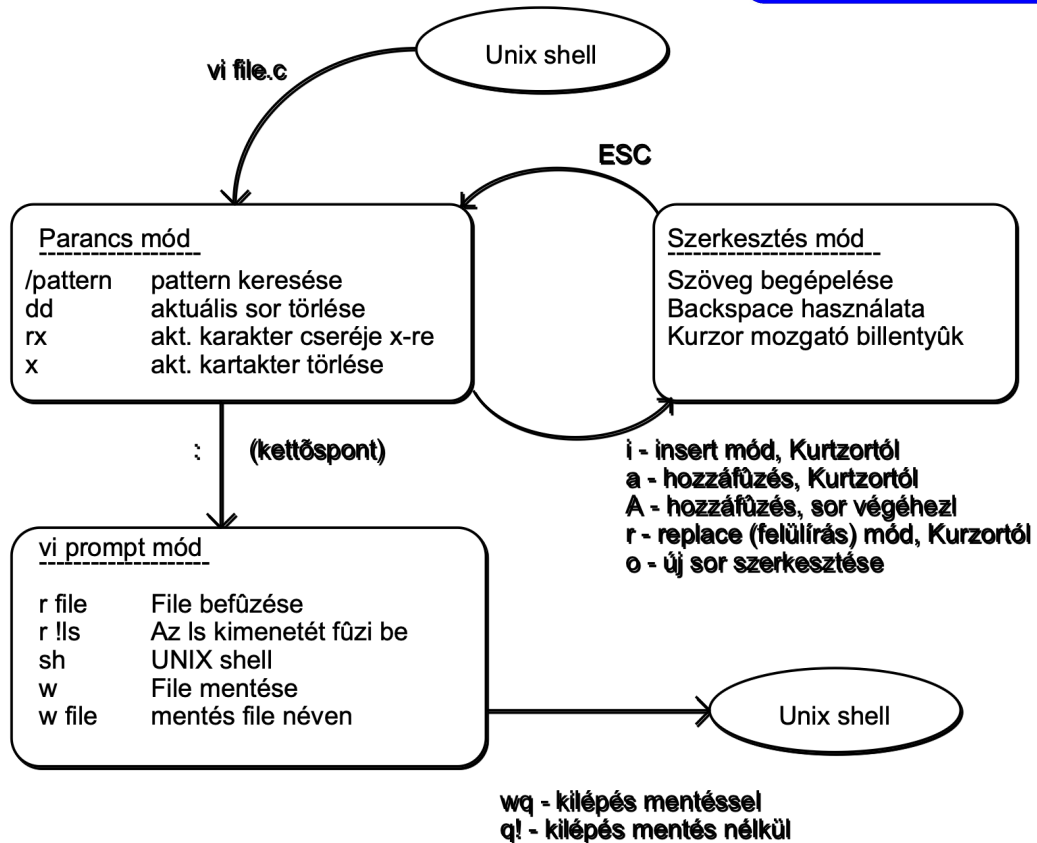 Unix shell
vi file.c
ESC
Parancs mód
/pattern pattern keresése
dd aktuális sor törlése
rx akt. karakter cseréje x-re
x akt. kartakter törlése
Szerkesztés mód
Szöveg begépelése
Backspace használata
Kurzor mozgató billentyûk
: (kettõspont)
i - insert mód, Kurtzortól
a - hozzáfûzés, Kurtzortól
A - hozzáfûzés, sor végéhezl
r - replace (felülírás) mód, Kurzortól
o - új sor szerkesztése
vi prompt mód
r file File befûzése
r !ls Az ls kimenetét fûzi be
sh UNIX shell
w File mentése
w file mentés file néven
Unix shell
wq - kilépés mentéssel
q! - kilépés mentés nélkül